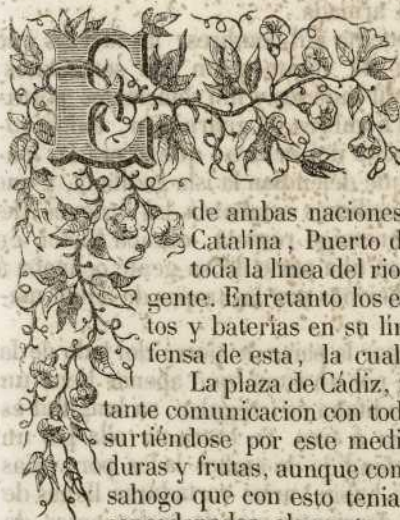 E
de ambas naciones
Catalina, Puerto d
toda la linea del rio
gente. Entretanto los e
tos y baterías en su lín
fensa de esta, la cual
La plaza de Cádiz,
tante comunicacion con tod
surtiéndose por este medi
duras y frutas, aunque con
sahogo que con esto tenia